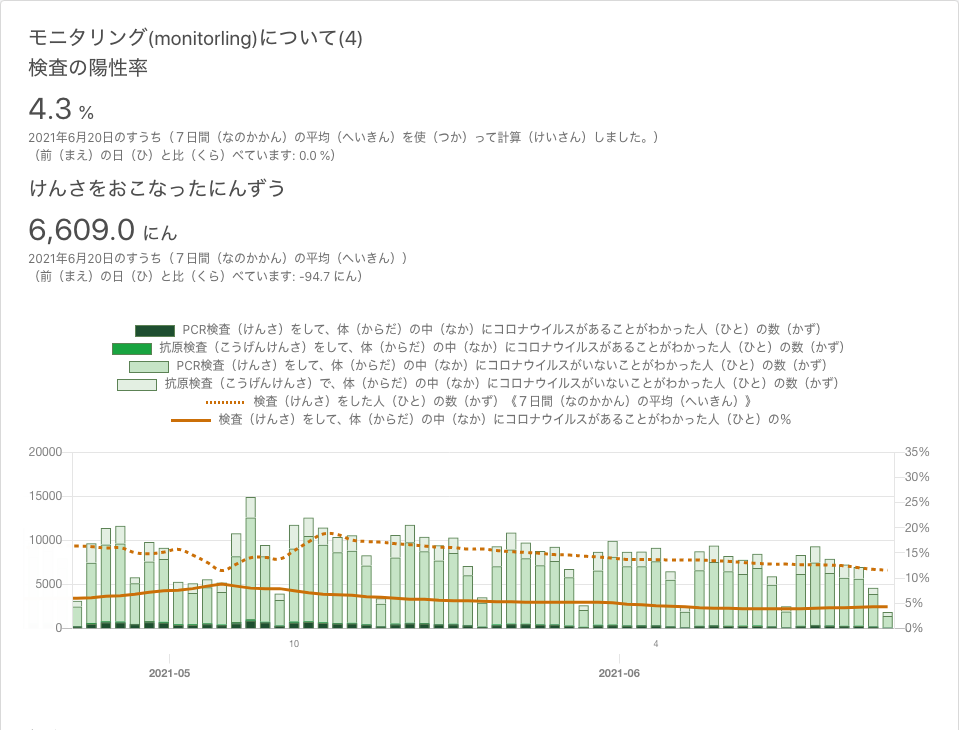 モニタリング(monitorling)について(4)
検査の陽性率
4.3 %
2021年6月20日のすうち（７日間（なのかかん）の平均（へいきん）を使（つか）って計算（けいさん）しました。）
（前（まえ）の日（ひ）と比（くら）べています: 0.0 %）
けんさをおこなったにんずう
6,609.0 にん
2021年6月20日のすうち（７日間（なのかかん）の平均（へいきん））
（前（まえ）の日（ひ）と比（くら）べています: -94.7 にん）
PCR検査（けんさ）をして、体（からだ）の中（なか）にコロナウイルスがあることがわかった人（ひと）の数（かず）
抗原検査（こうげんけんさ）をして、体（からだ）の中（なか）にコロナウイルスがあることがわかった人（ひと）の数（かず）
PCR検査（けんさ）をして、体（からだ）の中（なか）にコロナウイルスがいないことがわかった人（ひと）の数（かず）
抗原検査（こうげんけんさ）で、体（からだ）の中（なか）にコロナウイルスがいないことがわかった人（ひと）の数（かず）
検査（けんさ）をした人（ひと）の数（かず）《７日間（なのかかん）の平均（へいきん）》
検査（けんさ）をして、体（からだ）の中（なか）にコロナウイルスがあることがわかった人（ひと）の%
20000 35%
30%
15000 25%
10000 20%
15%
5000 10%
5%
0 0%
10 4
2021-05 2021-06